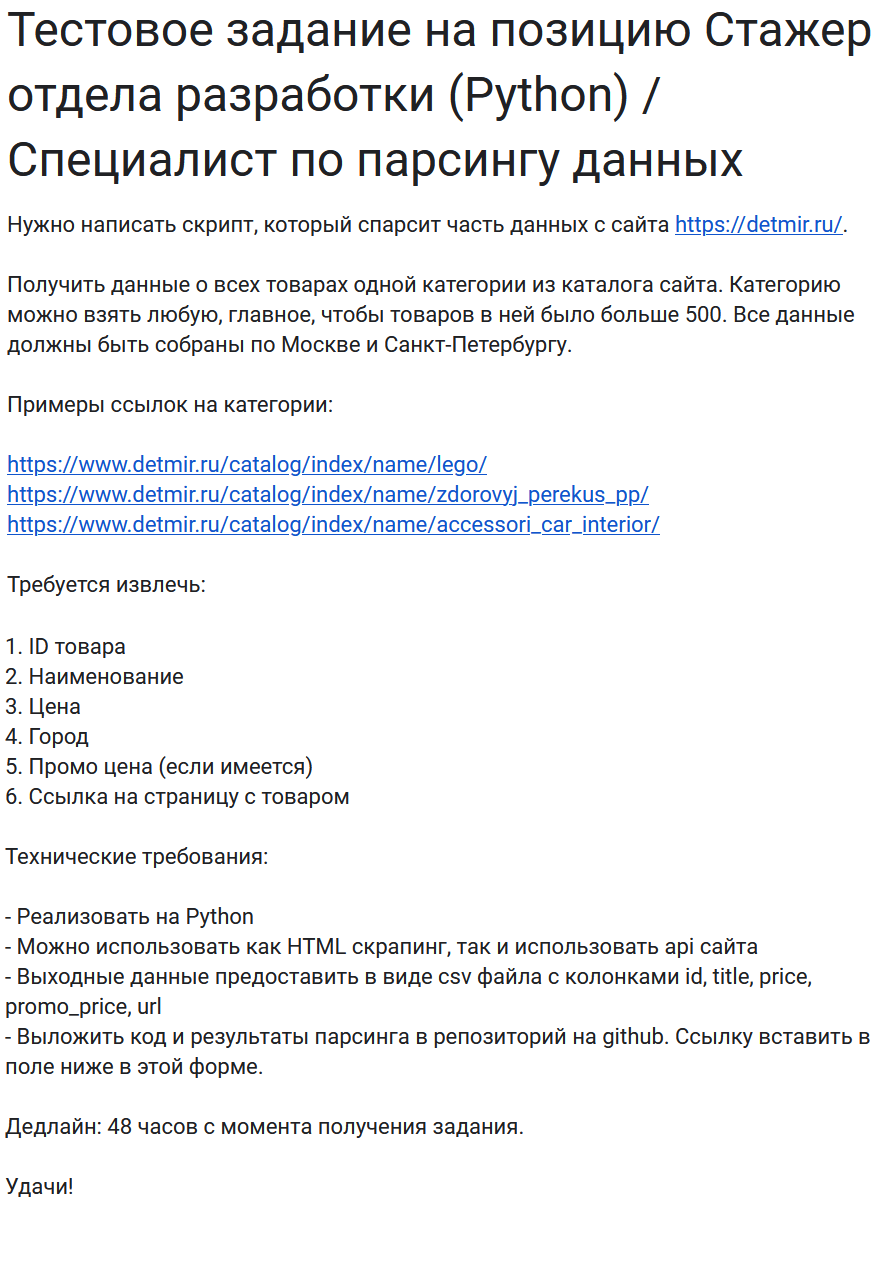 Тестовое задание на позицию Стажер
отдела разработки (Python) /
Специалист по парсингу данных
Нужно написать скрипт, который спарсит часть данных с сайта https://detmir.ru/.
Получить данные о всех товарах одной категории из каталога сайта. Категорию
можно взять любую, главное, чтобы товаров в ней было больше 500. Все данные
должны быть собраны по Москве и Санкт-Петербургу.
Примеры ссылок на категории:
https://www.detmir.ru/catalog/index/name/lego/
https://www.detmir.ru/catalog/index/name/zdorovyj_perekus_pp/
https://www.detmir.ru/catalog/index/name/accessori_car_interior/
Требуется извлечь:
1. ID товара
2. Наименование
3. Цена
4. Город
5. Промо цена (если имеется)
6. Ссылка на страницу с товаром
Технические требования:
- Реализовать на Python
- Можно использовать как HTML скрапинг, так и использовать api сайта
- Выходные данные предоставить в виде csv файла с колонками id, title, price,
promo_price, url
- Выложить код и результаты парсинга в репозиторий на github. Ссылку вставить в
поле ниже в этой форме.
Дедлайн: 48 часов с момента получения задания.
Удачи!